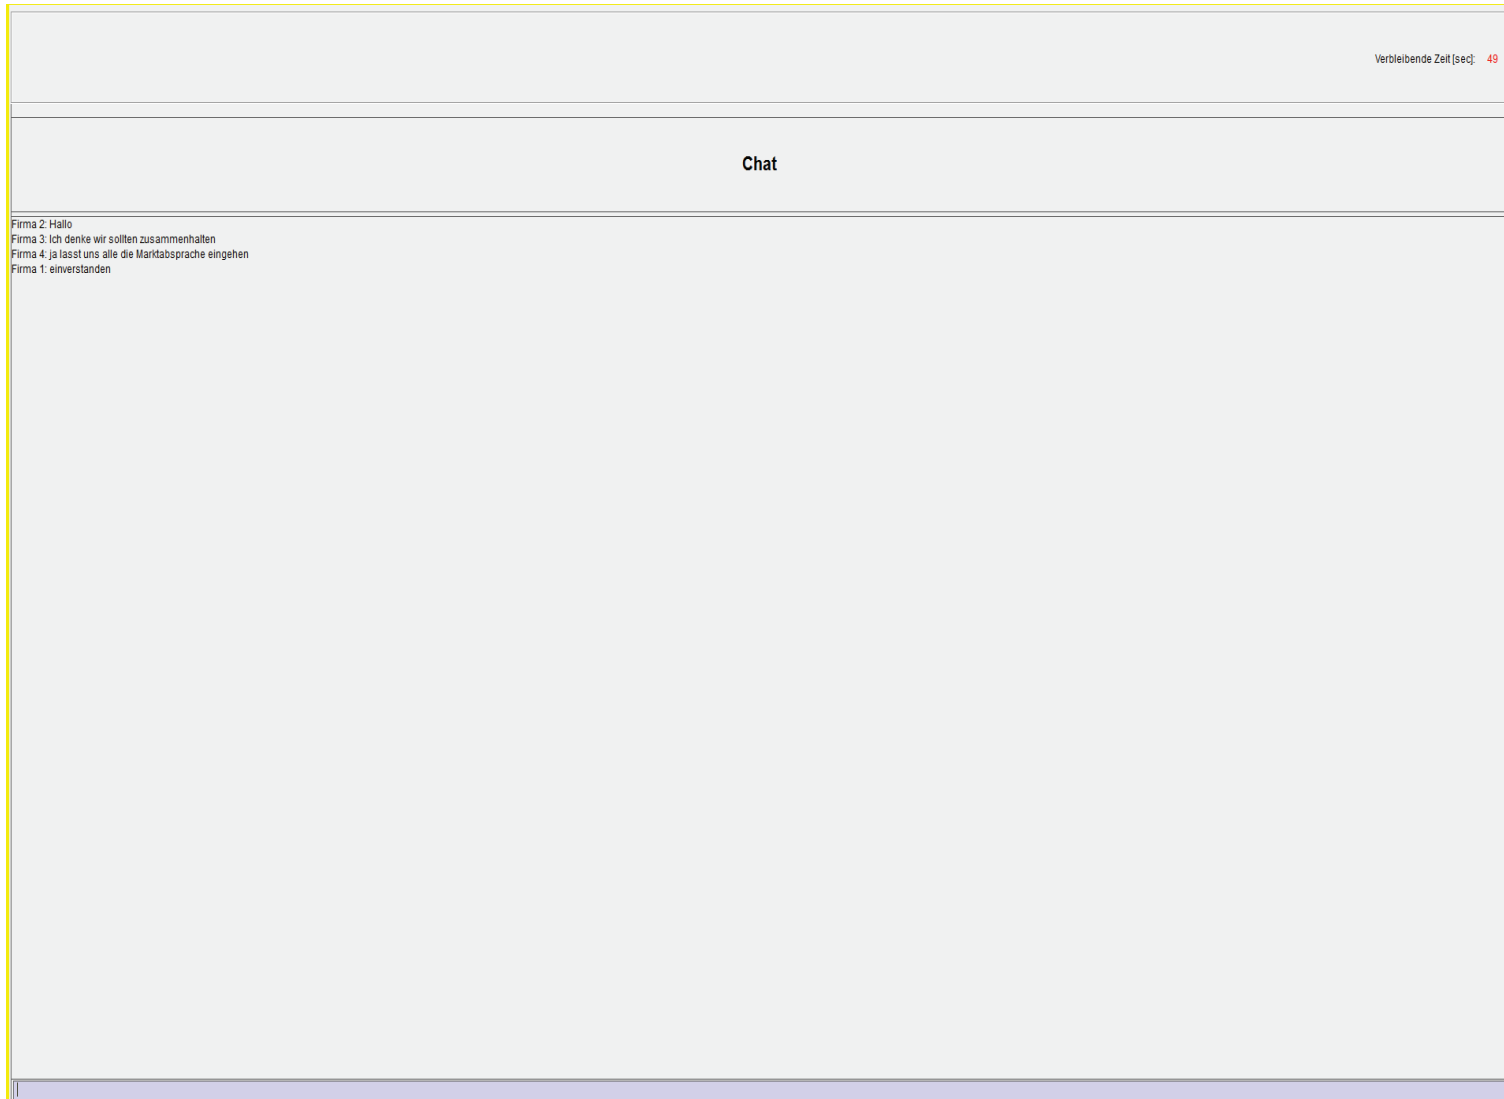 Verbleibende Zeit [sec]: 49
Chat
Firma 2: Hallo
Firma 3: Ich denke wir sollten zusammenhalten
Firma 4: ja lasst uns alle die Marktabsprache eingehen
Firma 1: einverstanden